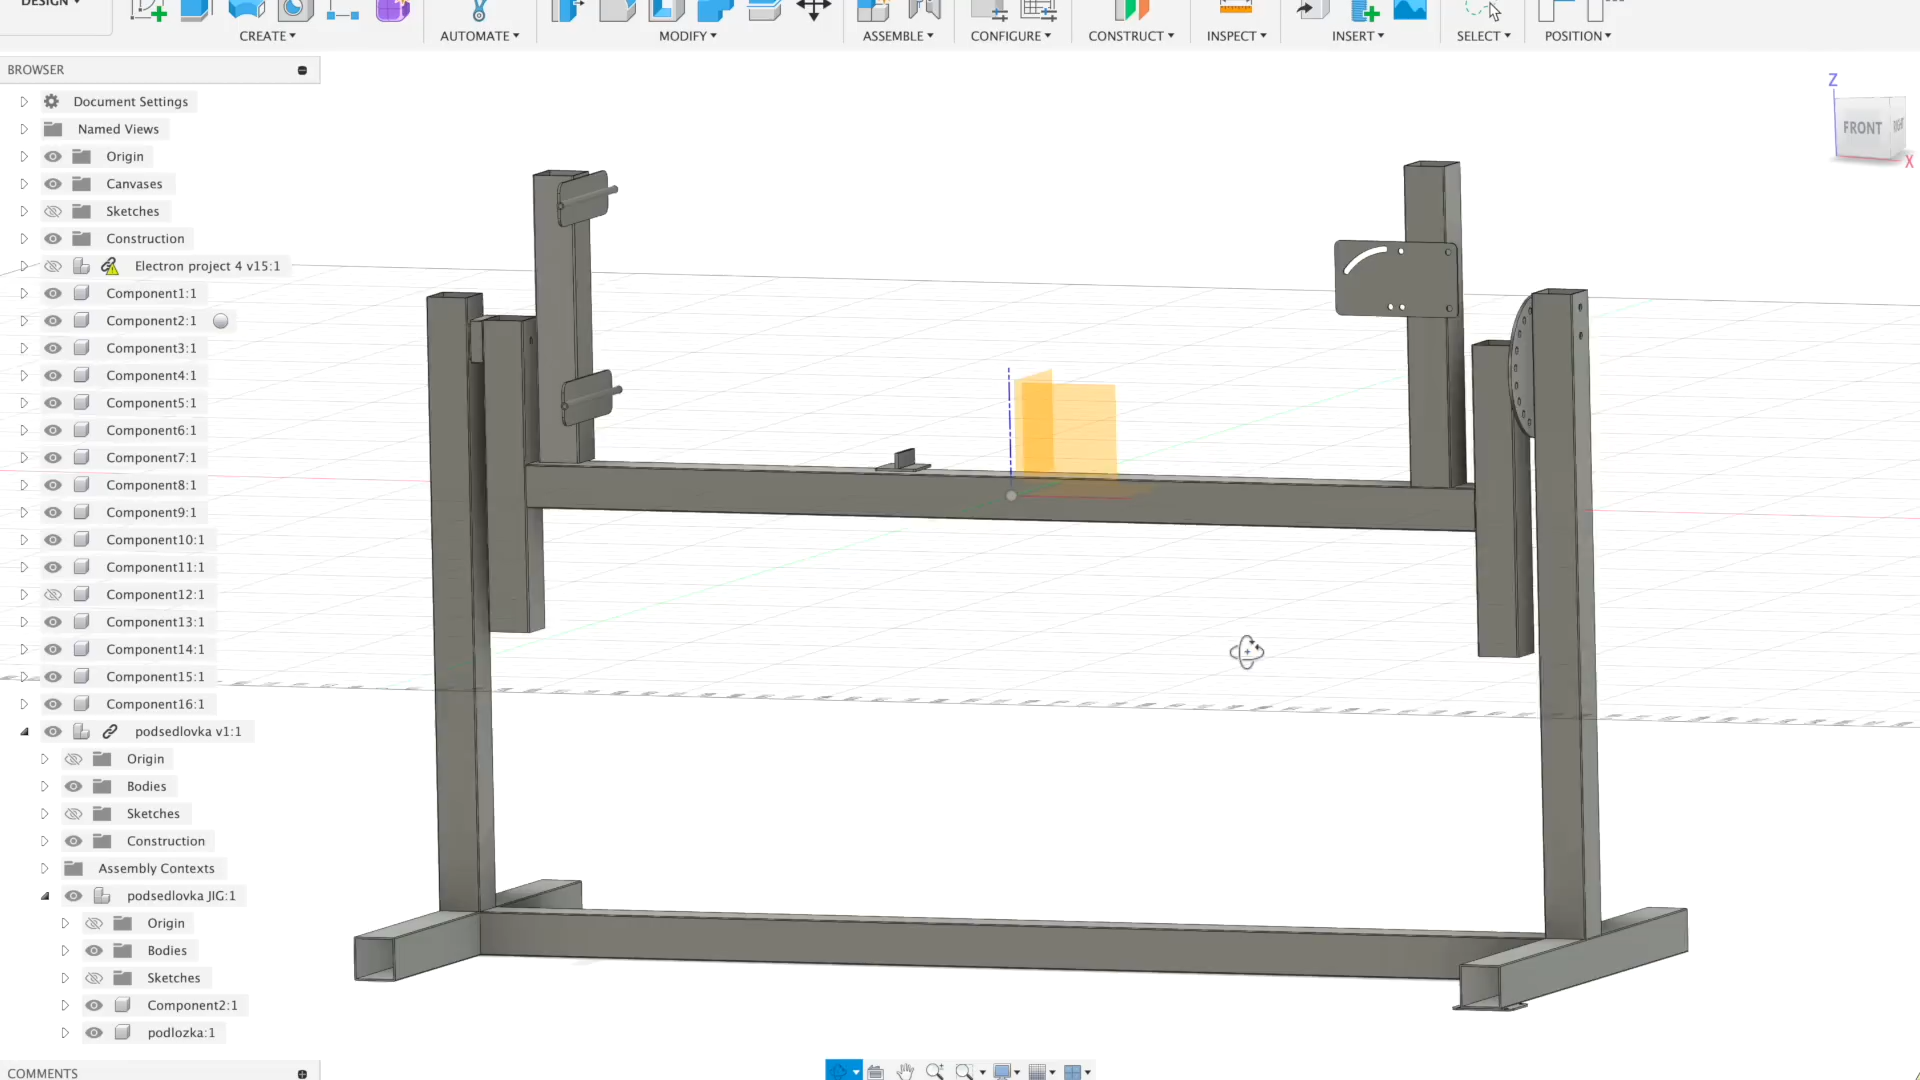 DESIGN
CREATE
AUTOMATE
MODIFY
ASSEMBLE
CONFIGURE
CONSTRUCT
INSPECT
INSERT
SELECT
POSITION
BROWSER
Document Settings
Named Views
Origin
Canvases
Sketches
Construction
Electron project 4 v15:1
Component1:1
Component2:1
Component3:1
Component4:1
Component5:1
Component6:1
Component7:1
Component8:1
Component9:1
Component10:1
Component11:1
Component12:1
Component13:1
Component14:1
Component15:1
Component16:1
podsedlovka v1:1
Origin
Bodies
Sketches
Construction
Assembly Contexts
podsedlovka JIG:1
Origin
Bodies
Sketches
Component2:1
podlozka:1
COMMENTS
Z
FRONT
RIGHT
X